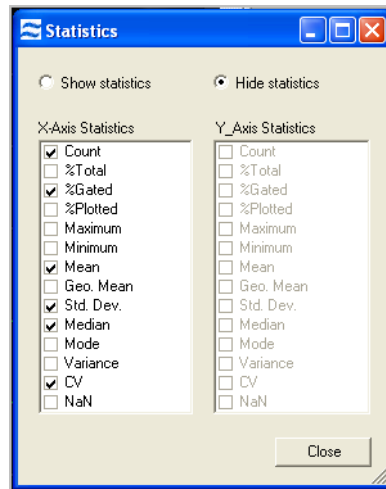 Statistics
Show statistics
Hide statistics
X-Axis Statistics
Count
%Total
%Gated
%Plotted
Maximum
Minimum
Mean
Geo. Mean
Std. Dev.
Median
Mode
Variance
CV
NaN
Y_Axis Statistics
Count
%Total
%Gated
%Plotted
Maximum
Minimum
Mean
Geo. Mean
Std. Dev.
Median
Mode
Variance
CV
NaN
Close